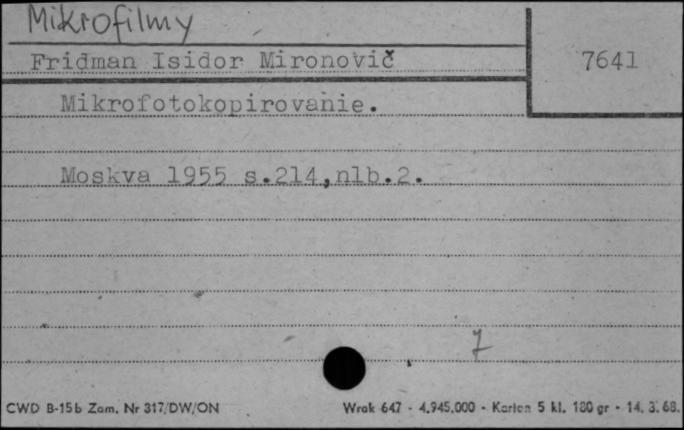 Mikrofilmy
Fridman Isidor Mironovič
7641
Mikrofotokopirovanie.
Moskva 1955 s.214,nlb.2.
7
CWD B-15b Zam. Nr 317/DW/ON
Wrak 647 - 4.945.000 - Karton 5 kl. 180 gr - 14. 3. 68.